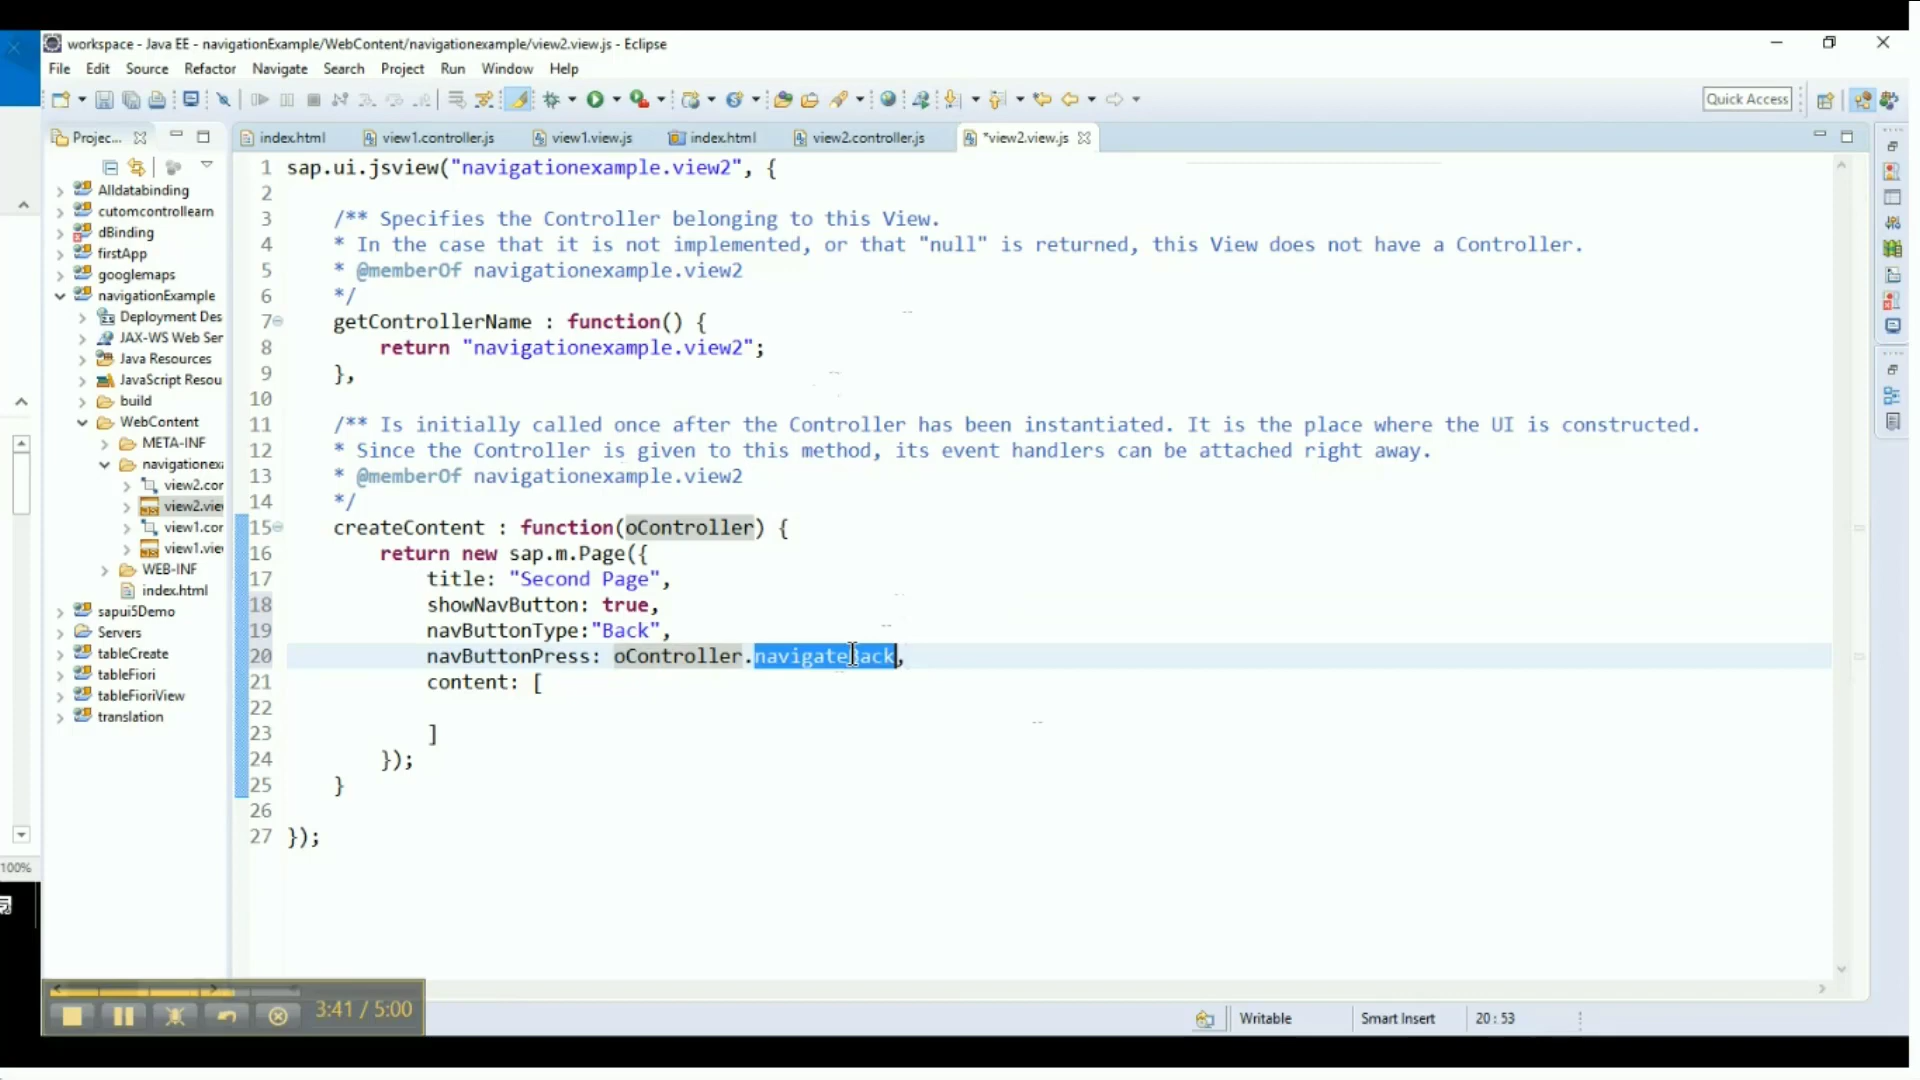 workspace - Java EE - navigationExample/WebContent/navigationexample/view2.view.js - Eclipse
File Edit Source Refactor Navigate Search Project Run Window Help
Quick Access
Projec...
index.html view1.controller.js view1.view.js index.html view2.controller.js *view2.view.js
Alldatabinding
cutomcontrollearn
dBinding
firstApp
googlemaps
navigationExample
Deployment Des
JAX-WS Web Ser
Java Resources
JavaScript Resou
build
WebContent
META-INF
navigationexa
view2.cor
view2.vie
view1.cor
view1.vie
WEB-INF
index.html
sapui5Demo
Servers
tableCreate
tableFiori
tableFioriView
translation
1 sap.ui.jsview("navigationexample.view2", {
2
3 /** Specifies the Controller belonging to this View.
4 * In the case that it is not implemented, or that "null" is returned, this View does not have a Controller.
5 * @memberOf navigationexample.view2
6 */
7 getControllerName : function() {
8 return "navigationexample.view2";
9 },
10
11 /** Is initially called once after the Controller has been instantiated. It is the place where the UI is constructed.
12 * Since the Controller is given to this method, its event handlers can be attached right away.
13 * @memberOf navigationexample.view2
14 */
15 createContent : function(oController) {
16 return new sap.m.Page({
17 title: "Second Page",
18 showNavButton: true,
19 navButtonType:"Back",
20 navButtonPress: oController.navigateBack,
21 content: [
22
23 ]
24 });
25 }
26
27 });
100%
3:41 / 5:00
Writable Smart Insert 20 : 53